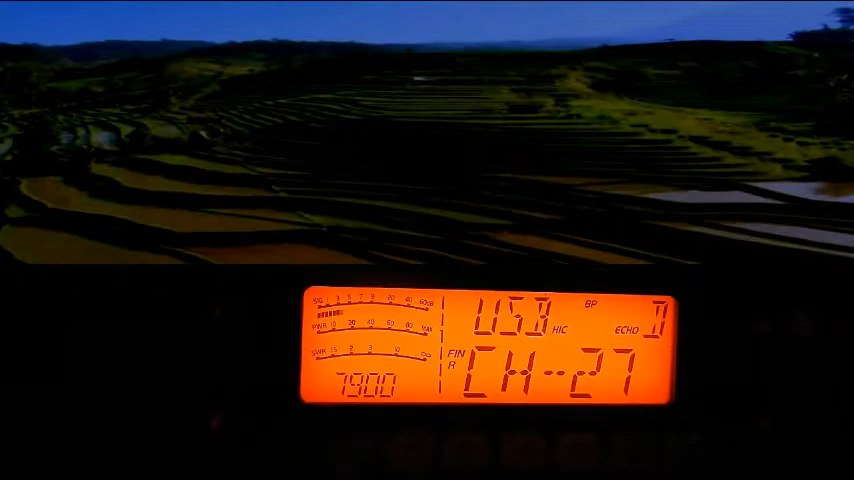 SIG 1 3 5 7 9 20 40 60dB
PWR 10 20 40 60 80 MAX
SWR 1.5 2 3 10 ∞
7900
USB HIC BP ECHO D
FIN R CH--27